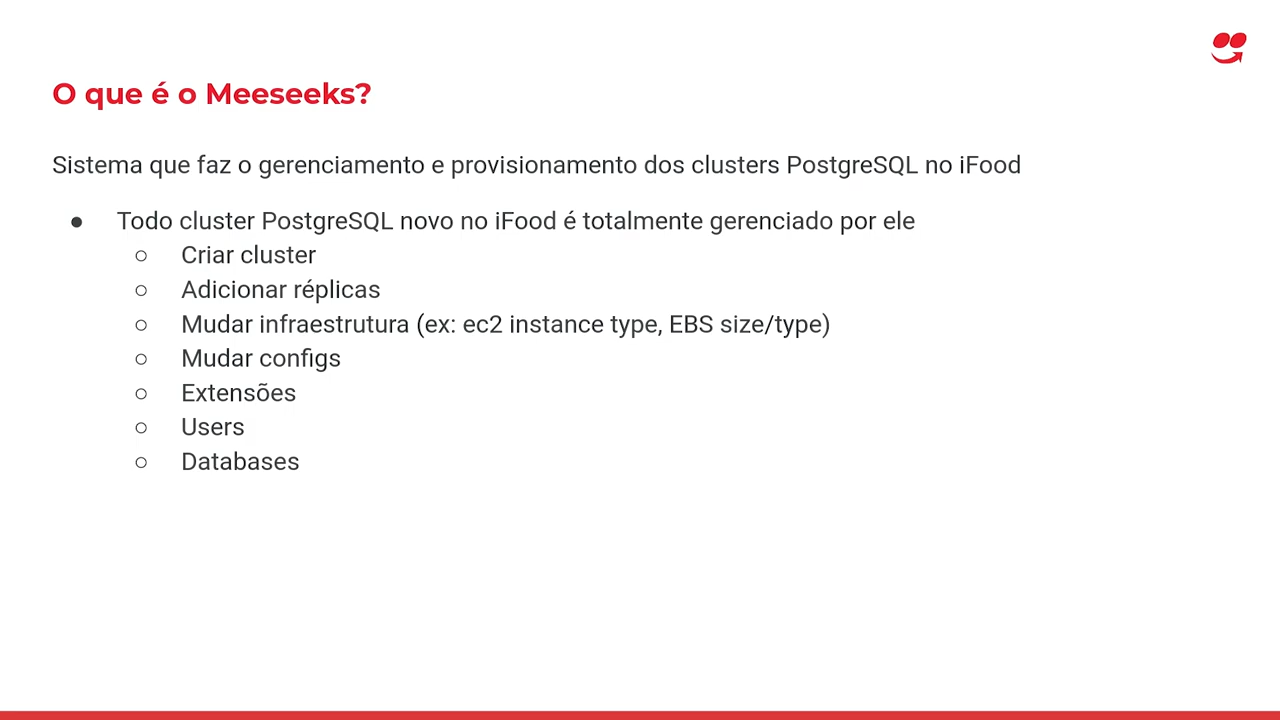 O que é o Meeseeks?
Sistema que faz o gerenciamento e provisionamento dos clusters PostgreSQL no iFood
● Todo cluster PostgreSQL novo no iFood é totalmente gerenciado por ele
○ Criar cluster
○ Adicionar réplicas
○ Mudar infraestrutura (ex: ec2 instance type, EBS size/type)
○ Mudar configs
○ Extensões
○ Users
○ Databases